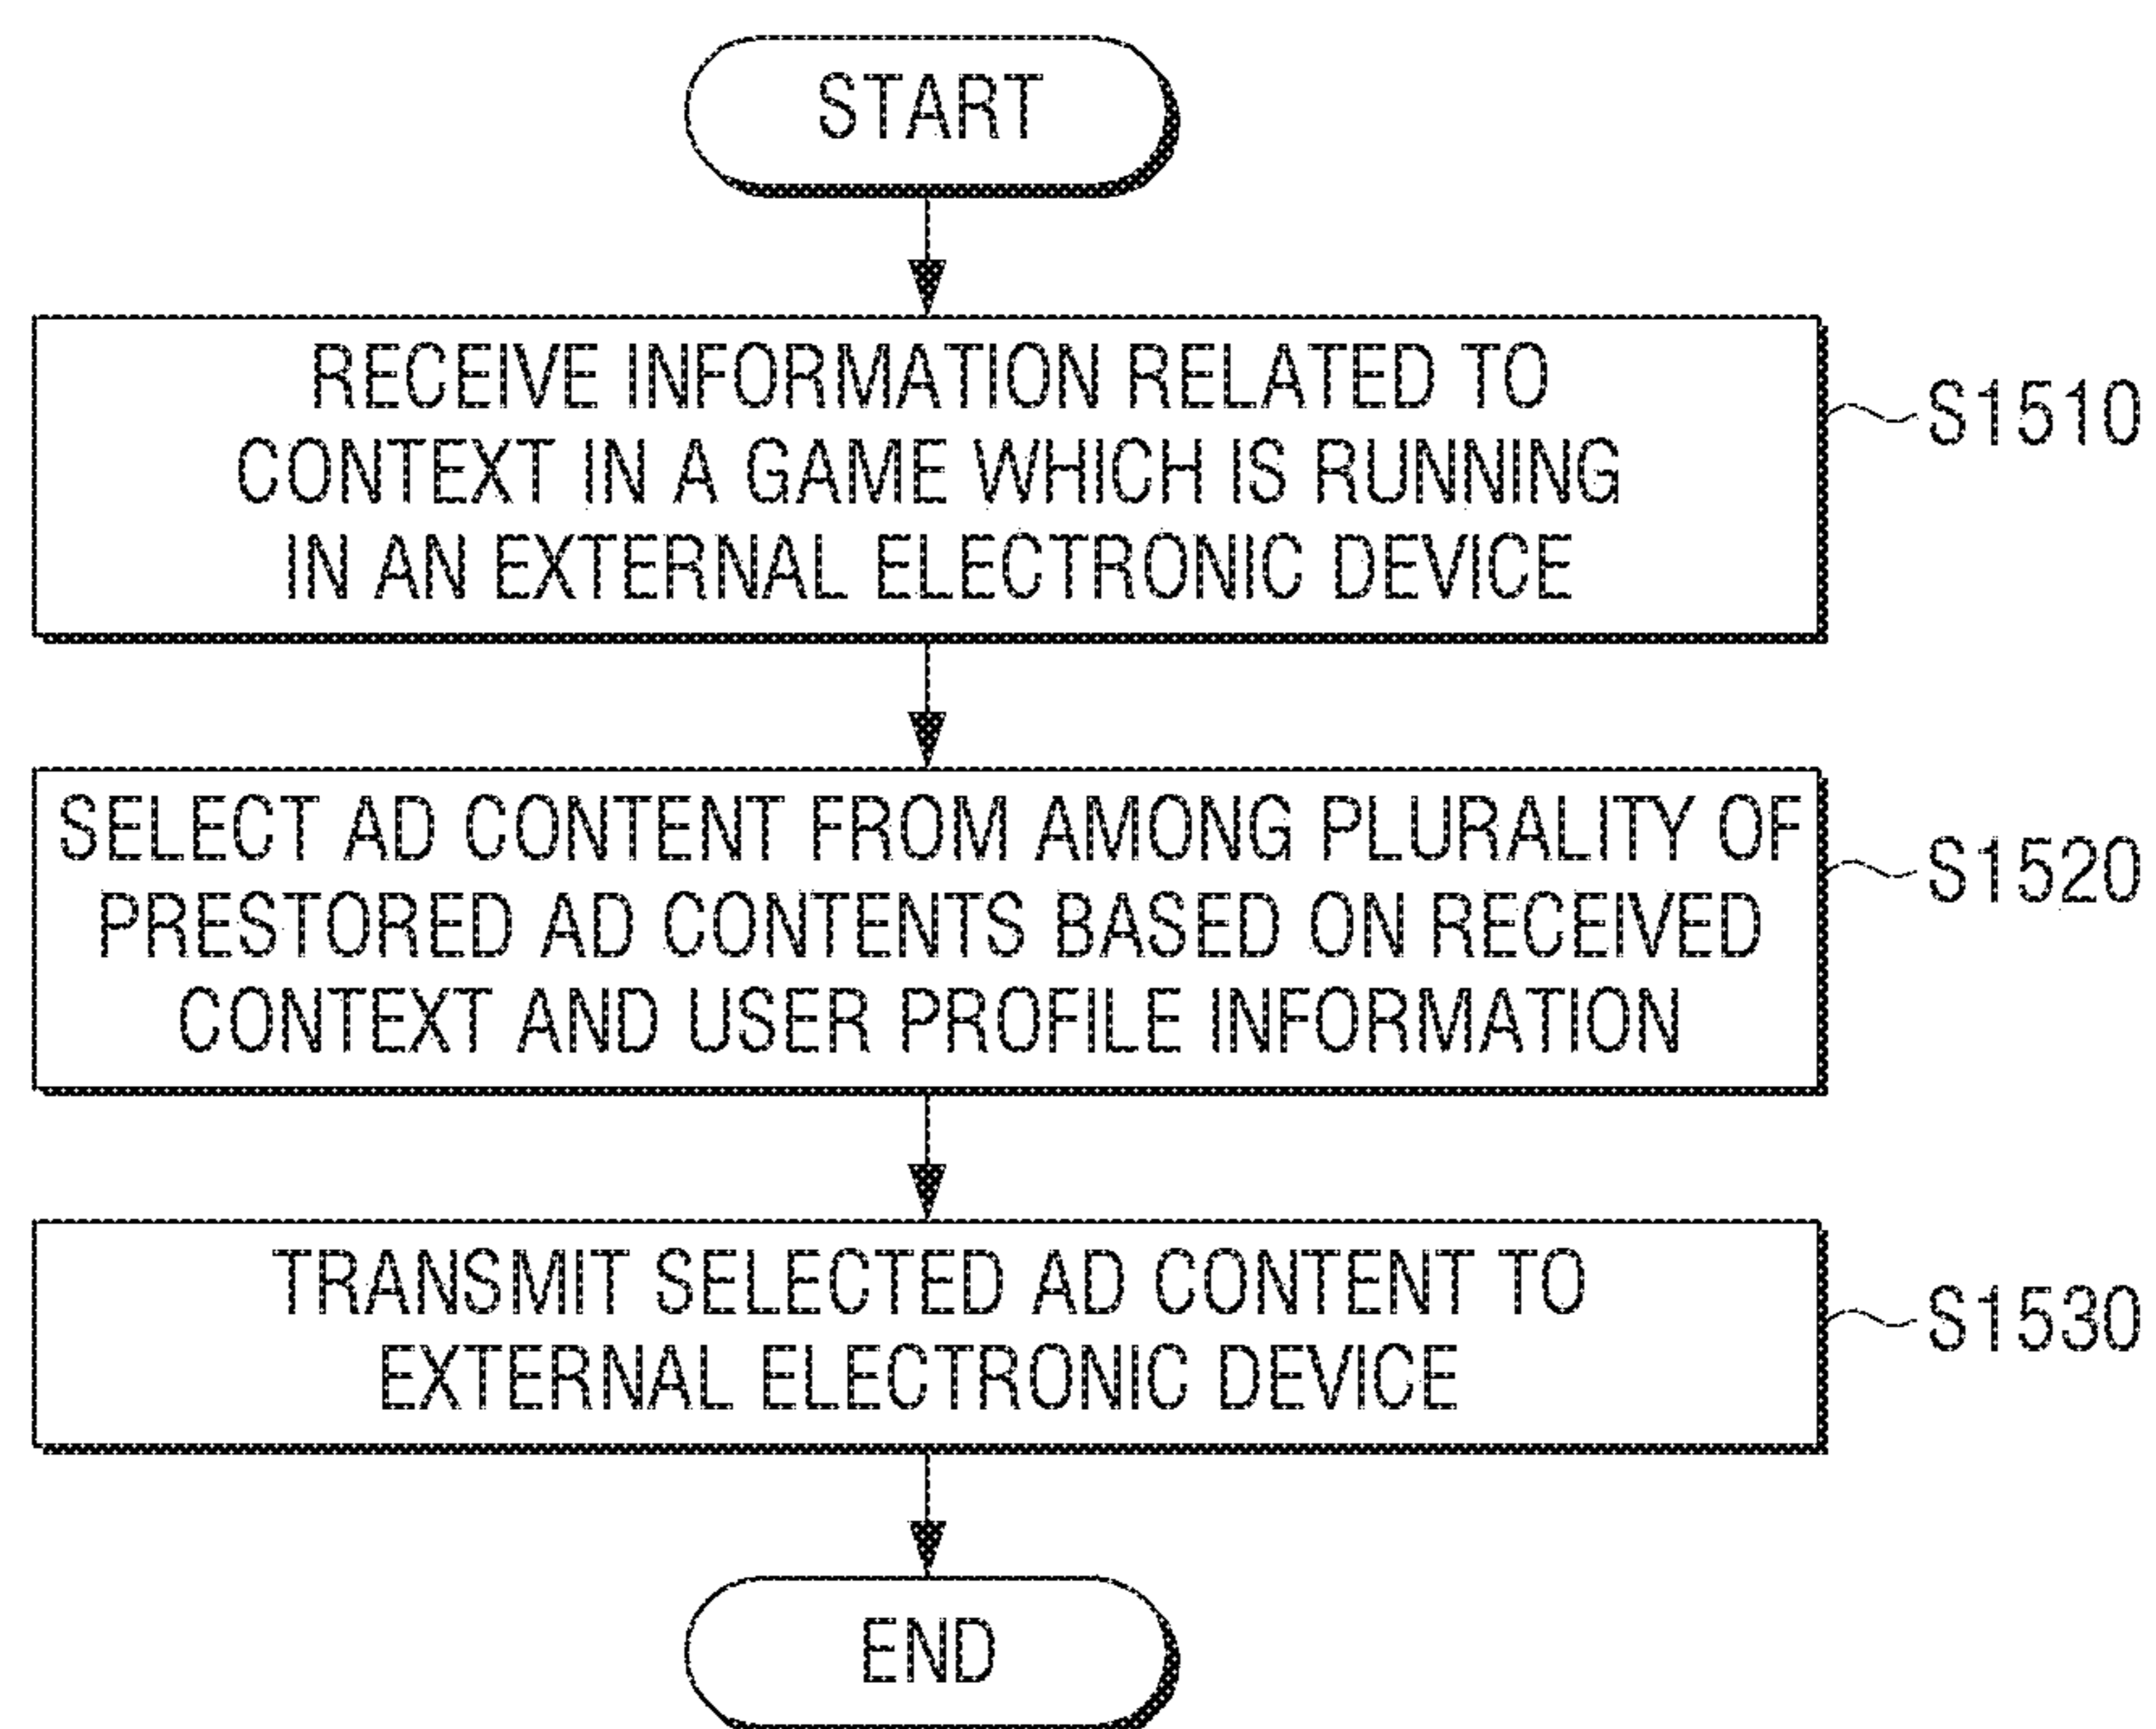 START
RECEIVE INFORMATION RELATED TO
CONTEXT IN A GAME WHICH IS RUNNING
IN AN EXTERNAL ELECTRONIC DEVICE
S1510
SELECT AD CONTENT FROM AMONG PLURALITY OF
PRESTORED AD CONTENTS BASED ON RECEIVED
CONTEXT AND USER PROFILE INFORMATION
S1520
TRANSMIT SELECTED AD CONTENT TO
EXTERNAL ELECTRONIC DEVICE
S1530
END